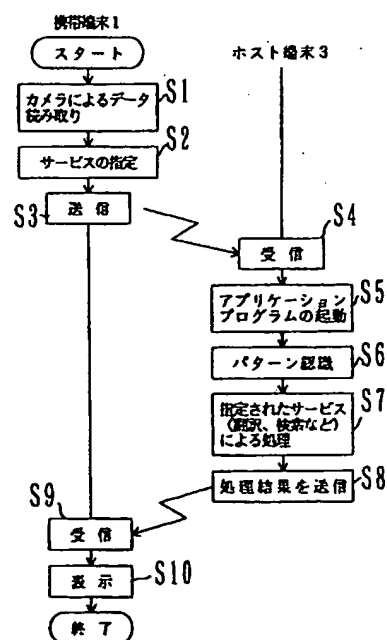 携帯端末1
スタート
カメラによるデータ
読み取り
S1
サービスの指定
S2
送信
S3
ホスト端末3
受信
S4
アプリケーション
プログラムの起動
S5
パターン認識
S6
指定されたサービス
(翻訳、検索など)
による処理
S7
処理結果を送信
S8
S9
受信
表示
S10
終了